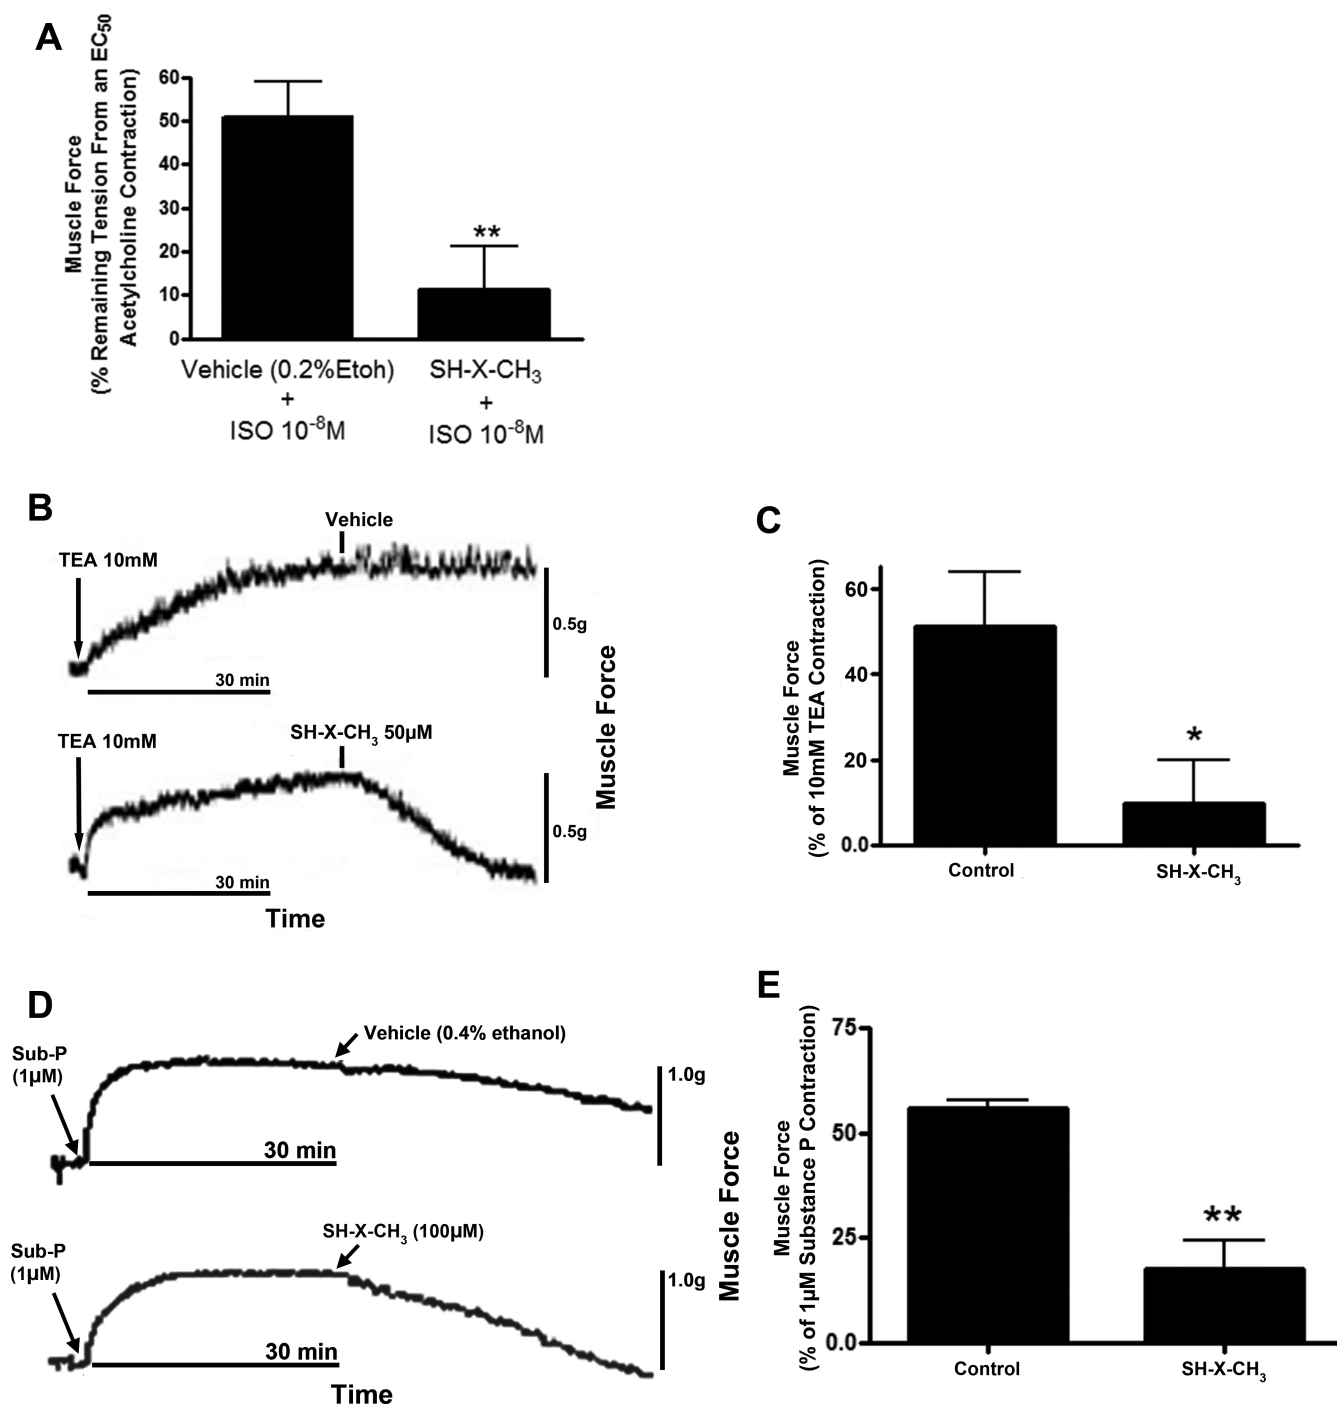 A
Muscle Force
(% Remaining Tension From an EC50
Acetylcholine Contraction)
60
50
40
30
20
10
0
**
Vehicle (0.2%Etoh)
+
ISO 10-8M
SH-X-CH3
+
ISO 10-8M
B
TEA 10mM
Vehicle
0.5g
30 min
TEA 10mM
SH-X-CH3 50µM
0.5g
30 min
Time
Muscle Force
C
Muscle Force
(% of 10mM TEA Contraction)
60
40
20
0.0
*
Control
SH-X-CH3
D
Sub-P
(1µM)
Vehicle (0.4% ethanol)
1.0g
30 min
Sub-P
(1µM)
SH-X-CH3 (100µM)
1.0g
30 min
Time
Muscle Force
E
Muscle Force
(% of 1µM Substance P Contraction)
75
50
25
0.0
**
Control
SH-X-CH3